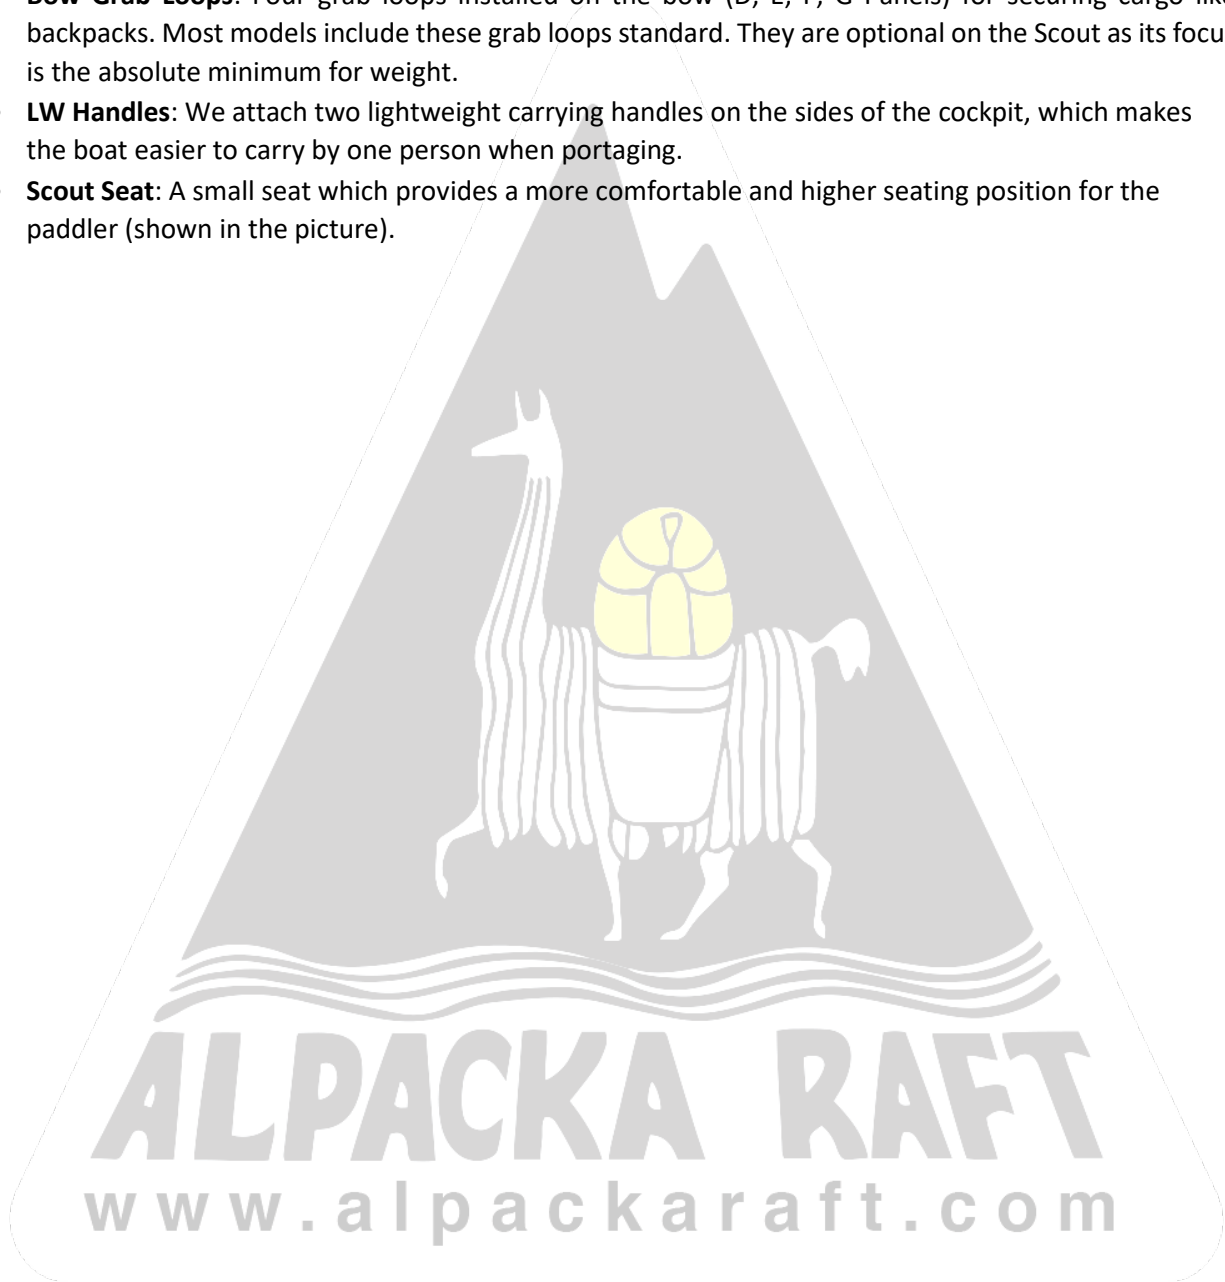 Bow Grab Loops: Four grab loops installed on the bow (D, E, F, G Panels) for securing cargo like
backpacks. Most models include these grab loops standard. They are optional on the Scout as its focu
is the absolute minimum for weight.
LW Handles: We attach two lightweight carrying handles on the sides of the cockpit, which makes
the boat easier to carry by one person when portaging.
Scout Seat: A small seat which provides a more comfortable and higher seating position for the
paddler (shown in the picture).
ALPACKA RAFT
www.alpackaraft.com